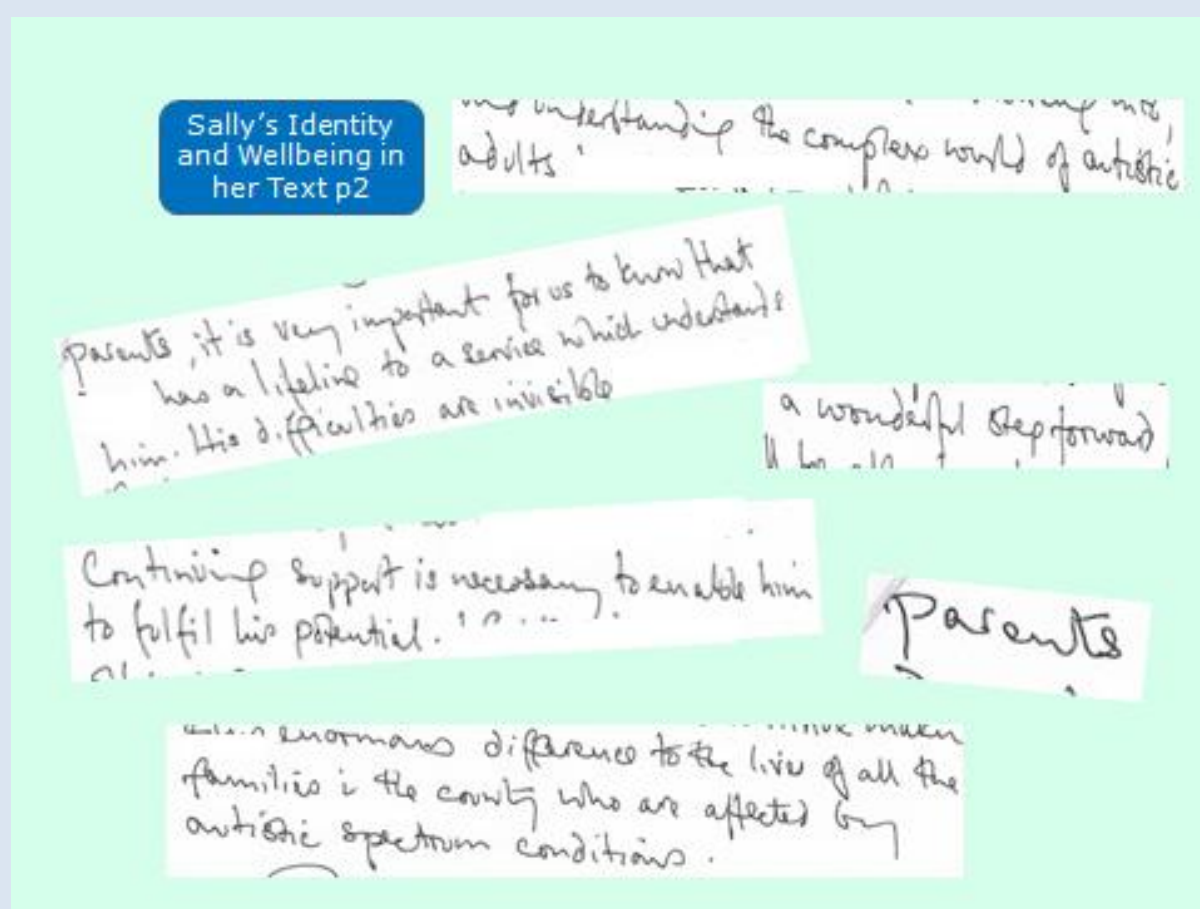 Sally's Identity
and Wellbeing in
her Text p2
understanding the complex world of autistic
adults
parents, it is very important for us to know that
has a lifeline to a service which understands
him. His difficulties are invisible
a wonderful step forward
Continuing support is necessary to enable him
to fulfil his potential.
Parents
enormous difference to the lives of all the
families in the county who are affected by
autistic spectrum conditions.